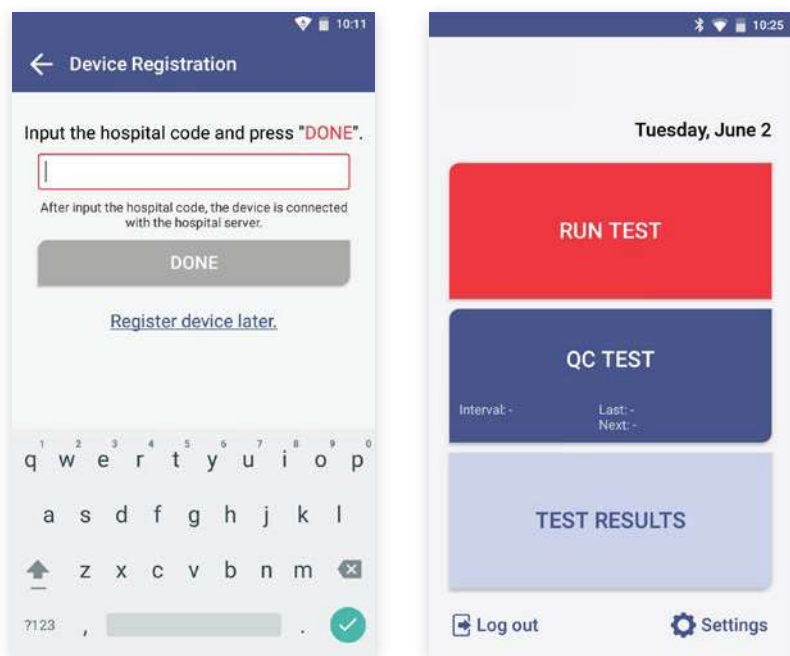 10:11
Device Registration
Input the hospital code and press "DONE".
After input the hospital code, the device is connected
with the hospital server.
DONE
Register device later.
1 2 3 4 5 6 7 8 9 0
q w e r t y u i o p
a s d f g h j k l
z x c v b n m
?123 , .
10:25
Tuesday, June 2
RUN TEST
QC TEST
Interval: - Last: -
Next: -
TEST RESULTS
Log out Settings